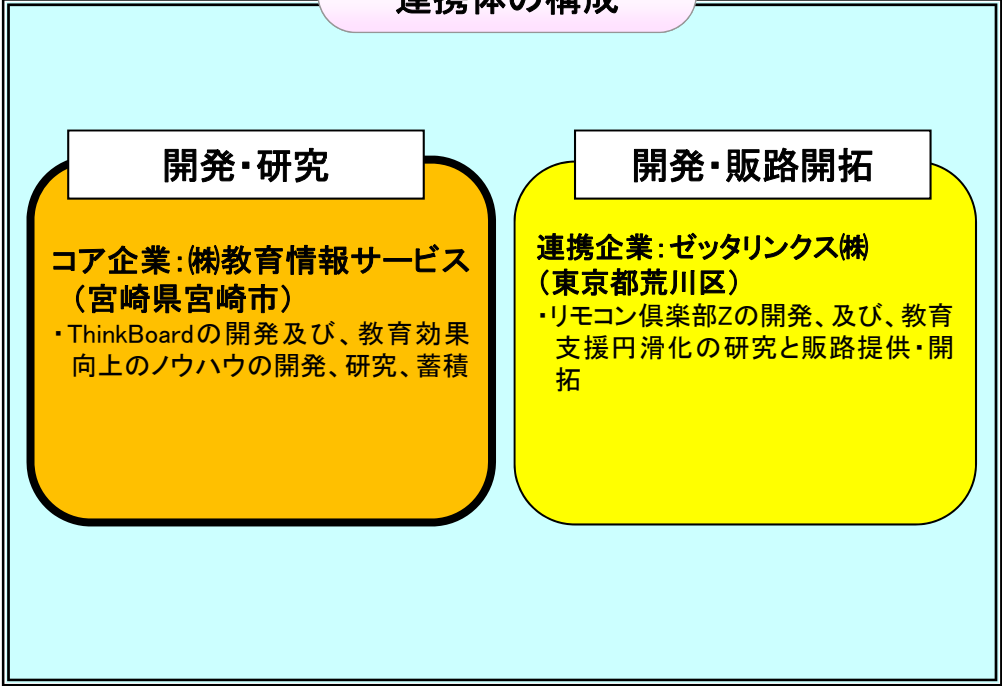 連携体の構成
開発・研究
コア企業：㈱教育情報サービス
（宮崎県宮崎市）
・ThinkBoardの開発及び、教育効果
向上のノウハウの開発、研究、蓄積
開発・販路開拓
連携企業：ゼッタリンクス㈱
（東京都荒川区）
・リモコン倶楽部Zの開発、及び、教育
支援円滑化の研究と販路提供・開
拓